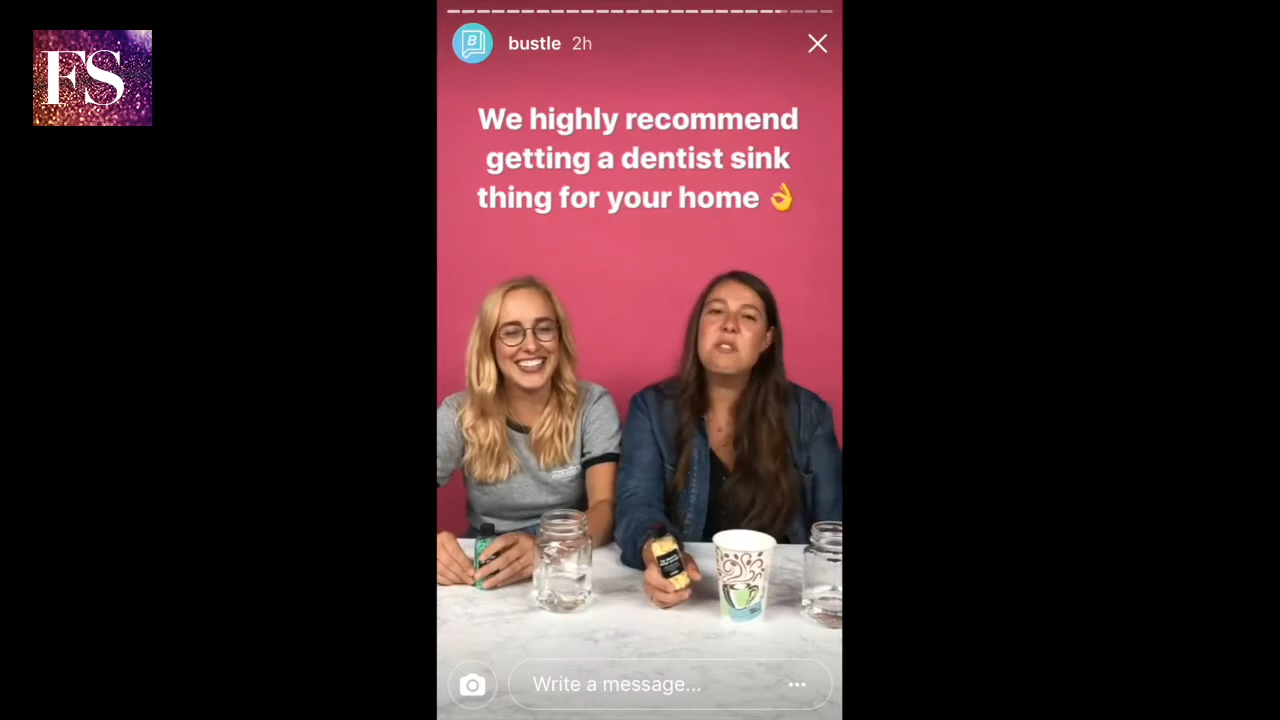 FS
bustle 2h
We highly recommend
getting a dentist sink
thing for your home 👌
Write a message...